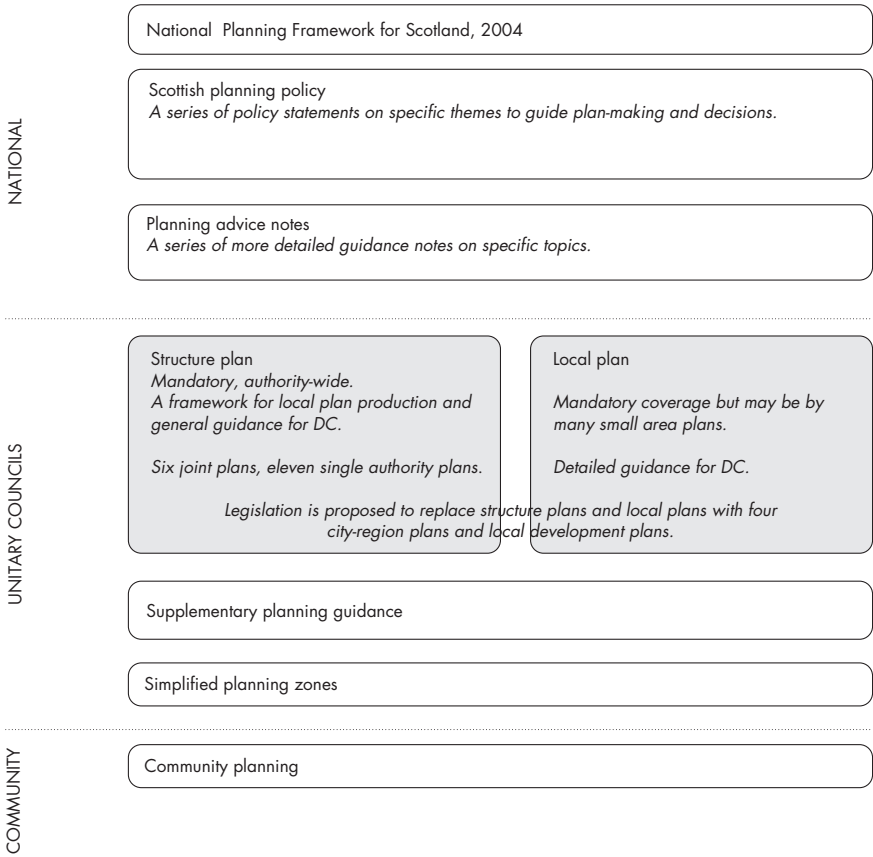 National Planning Framework for Scotland, 2004
NATIONAL
Scottish planning policy
A series of policy statements on specific themes to guide plan-making and decisions.
Planning advice notes
A series of more detailed guidance notes on specific topics.
UNITARY COUNCILS
Structure plan
Mandatory, authority-wide.
A framework for local plan production and
general guidance for DC.
Six joint plans, eleven single authority plans.
Local plan
Mandatory coverage but may be by
many small area plans.
Detailed guidance for DC.
Legislation is proposed to replace structure plans and local plans with four
city-region plans and local development plans.
Supplementary planning guidance
Simplified planning zones
COMMUNITY
Community planning